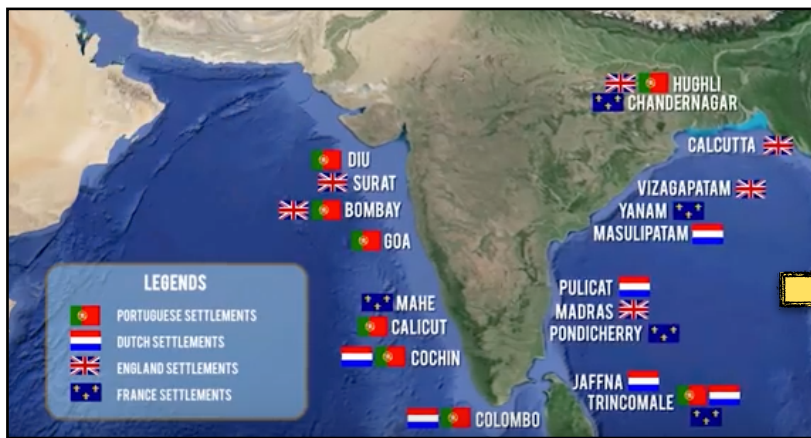 HUGHLI
CHANDERNAGAR
CALCUTTA
DIU
SURAT
VIZAGAPATAM
BOMBAY
YANAM
MASULIPATAM
GOA
LEGENDS
PORTUGUESE SETTLEMENTS
DUTCH SETTLEMENTS
ENGLAND SETTLEMENTS
FRANCE SETTLEMENTS
MAHE
CALICUT
COCHIN
PULICAT
MADRAS
PONDICHERRY
JAFFNA
TRINCOMALE
COLOMBO